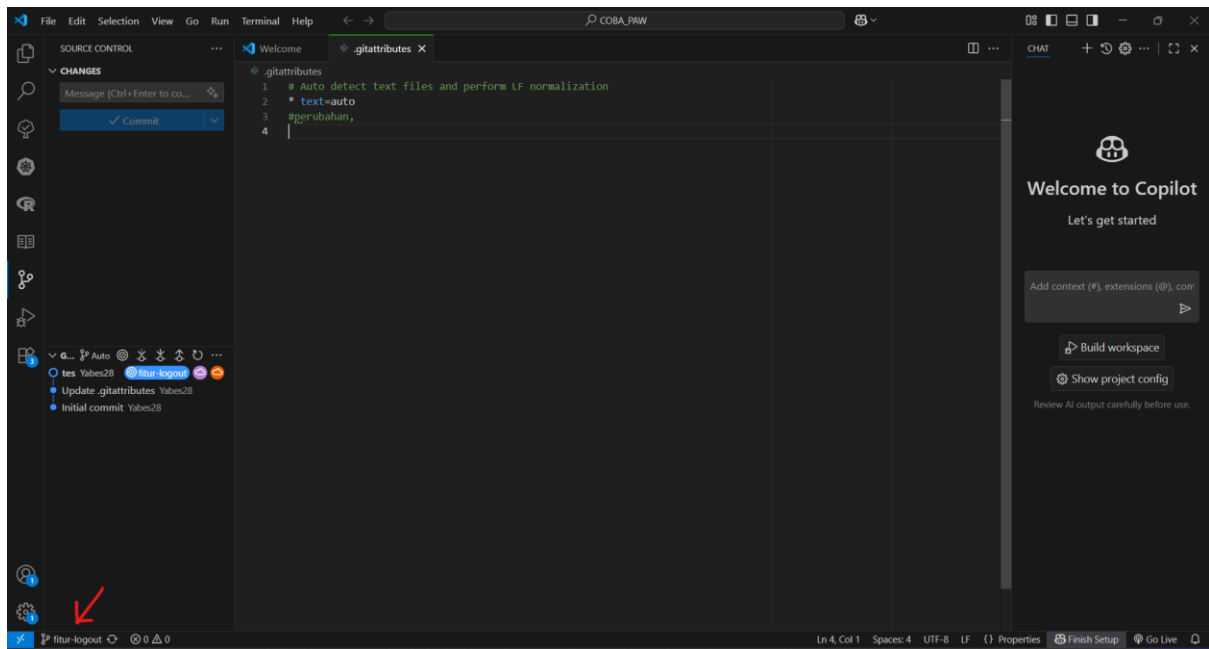 File Edit Selection View Go Run Terminal Help
COBA_PAW
SOURCE CONTROL
CHANGES
Message (Ctrl+Enter to co...
Commit
G... Auto
tes Yabes28 fitur-logout
Update .gitattributes Yabes28
Initial commit Yabes28
Welcome
.gitattributes
.gitattributes
1 # Auto detect text files and perform LF normalization
2 * text=auto
3 #perubahan,
4
CHAT
Welcome to Copilot
Let's get started
Add context (#), extensions (@), com
Build workspace
Show project config
Review AI output carefully before use.
3
1
1
fitur-logout 0 0
Ln 4, Col 1 Spaces: 4 UTF-8 LF {} Properties Finish Setup Go Live